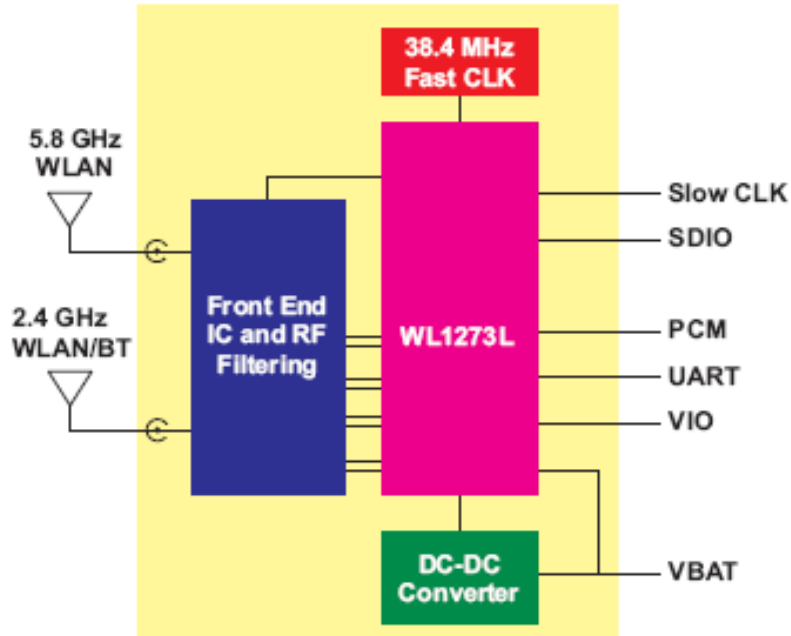 38.4 MHz
Fast CLK
5.8 GHz
WLAN
Slow CLK
SDIO
2.4 GHz
WLAN/BT
Front End
IC and RF
Filtering
WL1273L
PCM
UART
VIO
DC-DC
Converter
VBAT